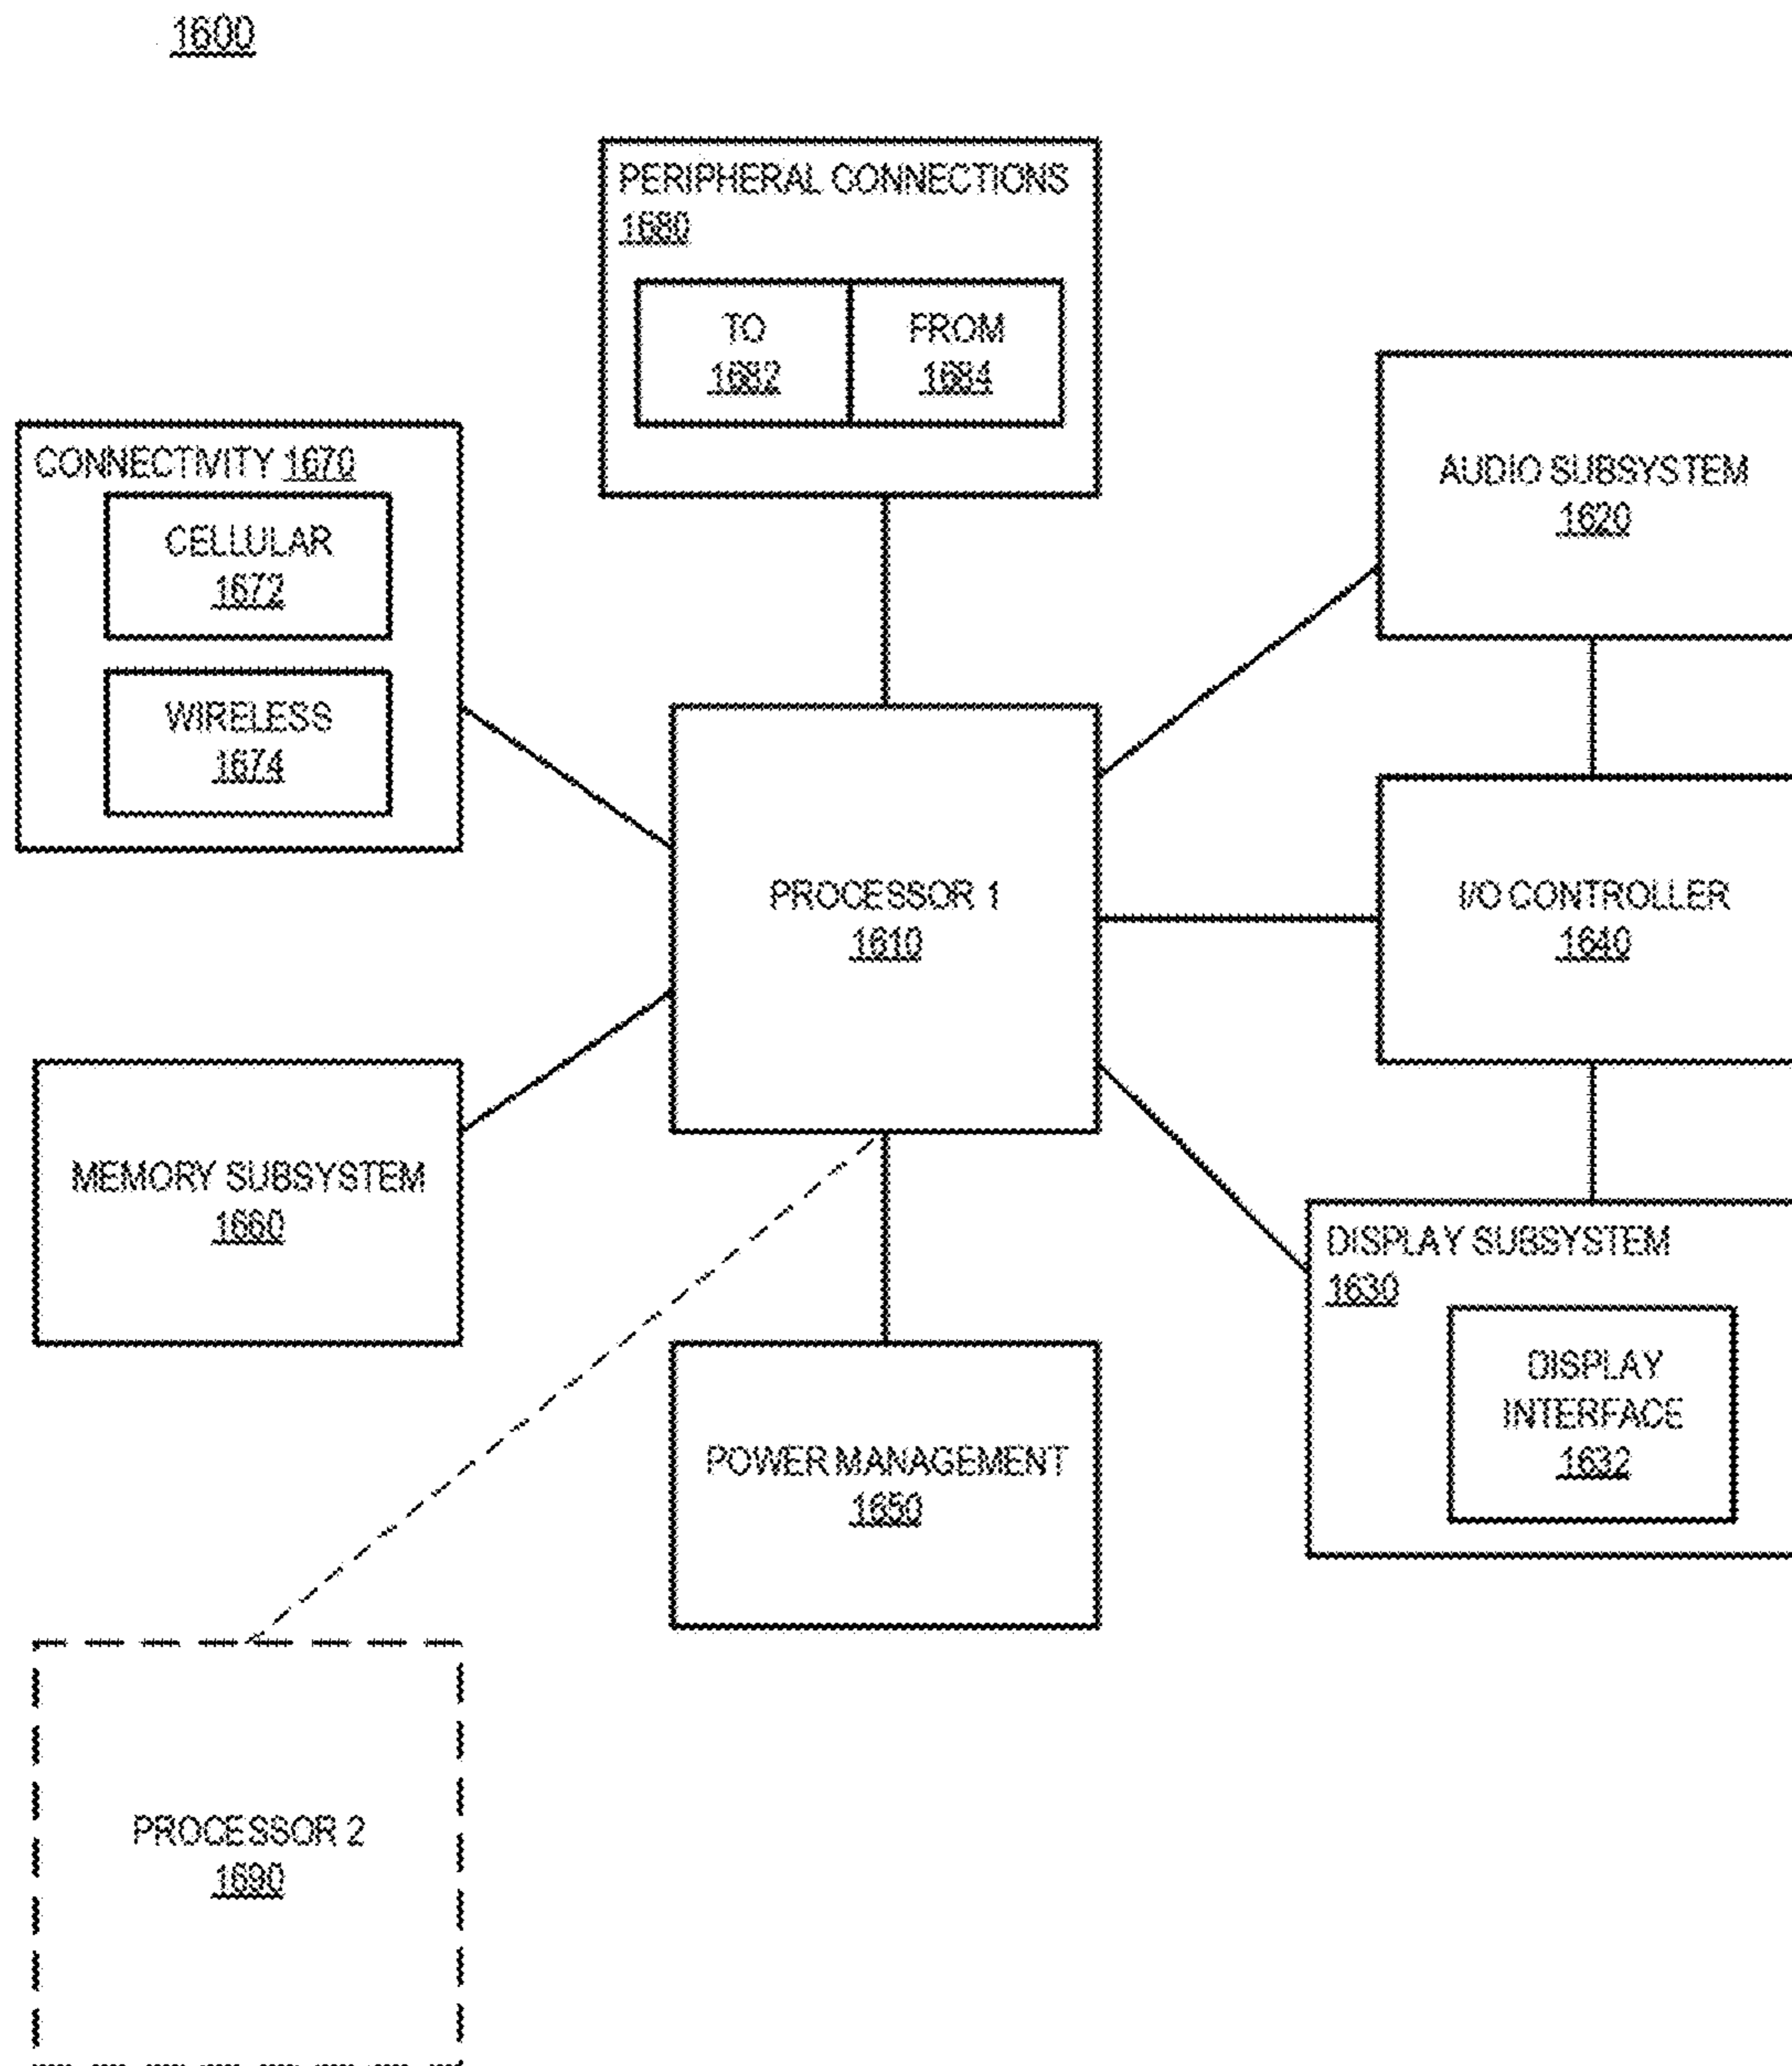 1600
PERIPHERAL CONNECTIONS
1680
TO
1682
FROM
1684
AUDIO SUBSYSTEM
1620
CONNECTIVITY 1670
CELLULAR
1672
WIRELESS
1674
PROCESSOR 1
1610
I/O CONTROLLER
1640
MEMORY SUBSYSTEM
1660
DISPLAY SUBSYSTEM
1630
DISPLAY
INTERFACE
1632
POWER MANAGEMENT
1650
PROCESSOR 2
1690